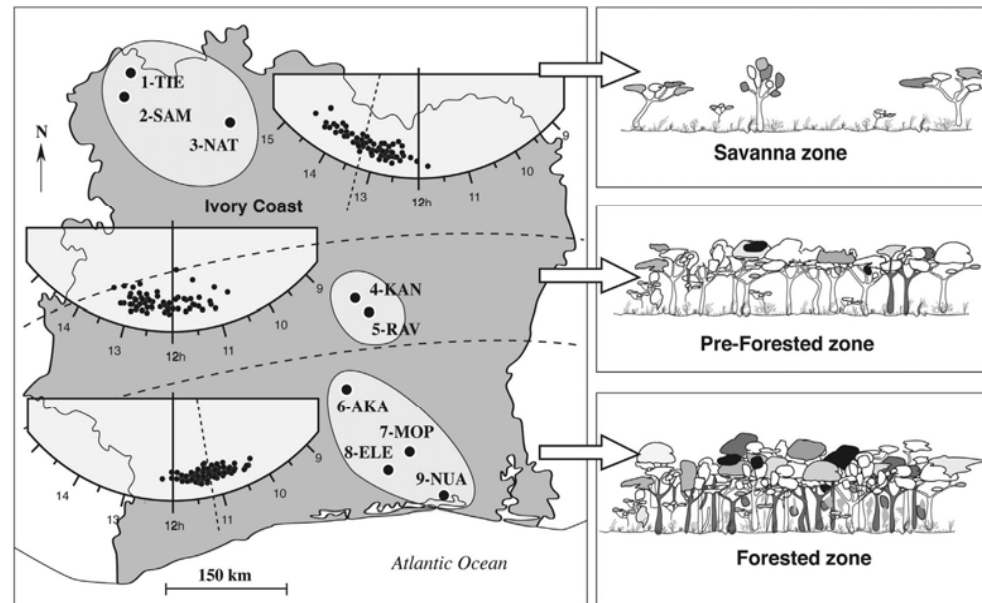 N
1-TIE
2-SAM
3-NAT
15
14
13
12h
11
10
9
Ivory Coast
14
13
12h
11
10
9
4-KAN
5-RAV
14
13
12h
11
10
9
6-AKA
7-MOP
8-ELE
9-NUA
150 km
Atlantic Ocean
Savanna zone
Pre-Forested zone
Forested zone